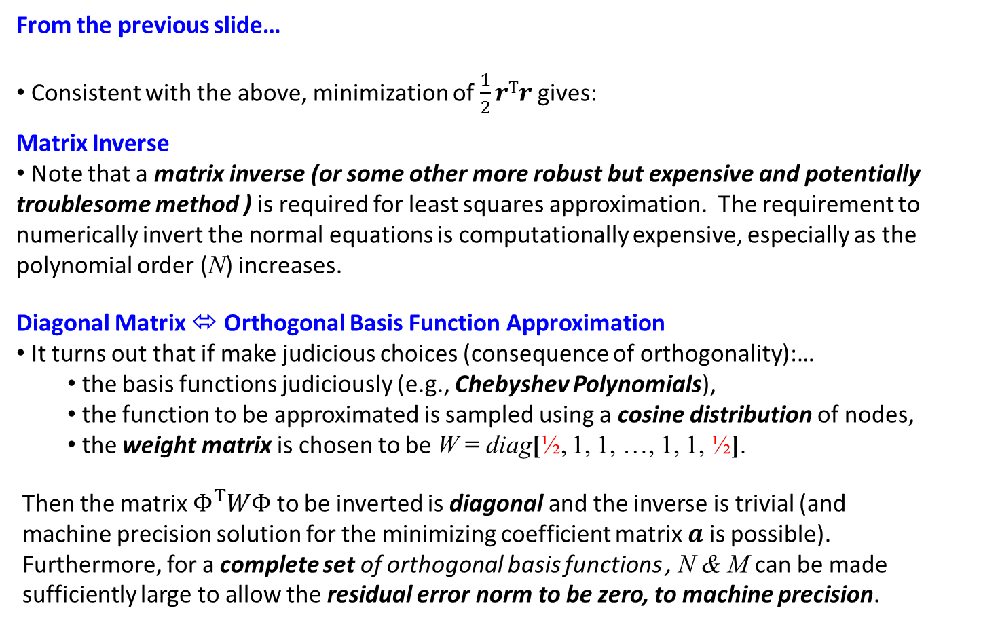 From the previous slide...
• Consistent with the above, minimization of ½ rᵀr gives:
Matrix Inverse
• Note that a matrix inverse (or some other more robust but expensive and potentially
troublesome method ) is required for least squares approximation. The requirement to
numerically invert the normal equations is computationally expensive, especially as the
polynomial order (N) increases.
Diagonal Matrix ⬄ Orthogonal Basis Function Approximation
• It turns out that if make judicious choices (consequence of orthogonality):...
• the basis functions judiciously (e.g., Chebyshev Polynomials),
• the function to be approximated is sampled using a cosine distribution of nodes,
• the weight matrix is chosen to be W = diag[½, 1, 1, …, 1, 1, ½].
Then the matrix ΦᵀWΦ to be inverted is diagonal and the inverse is trivial (and
machine precision solution for the minimizing coefficient matrix a is possible).
Furthermore, for a complete set of orthogonal basis functions, N & M can be made
sufficiently large to allow the residual error norm to be zero, to machine precision.